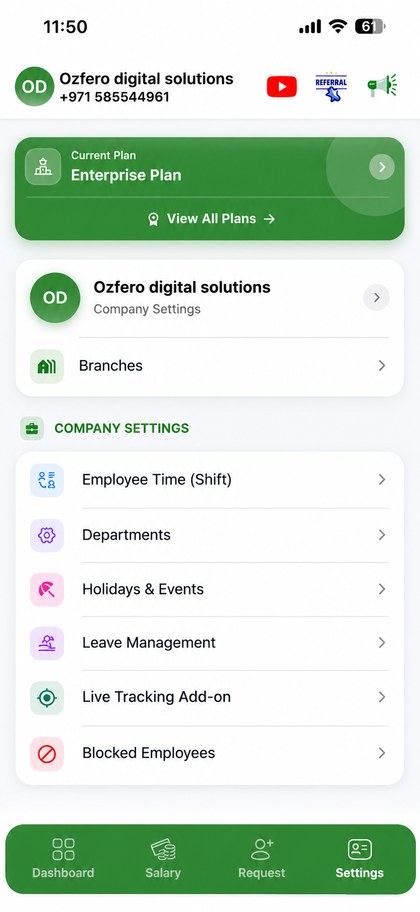 11:50
61
OD
Ozfero digital solutions
+971 585544961
REFERRAL
Current Plan
Enterprise Plan
View All Plans →
OD
Ozfero digital solutions
Company Settings
Branches
COMPANY SETTINGS
Employee Time (Shift)
Departments
Holidays & Events
Leave Management
Live Tracking Add-on
Blocked Employees
Dashboard
Salary
Request
Settings